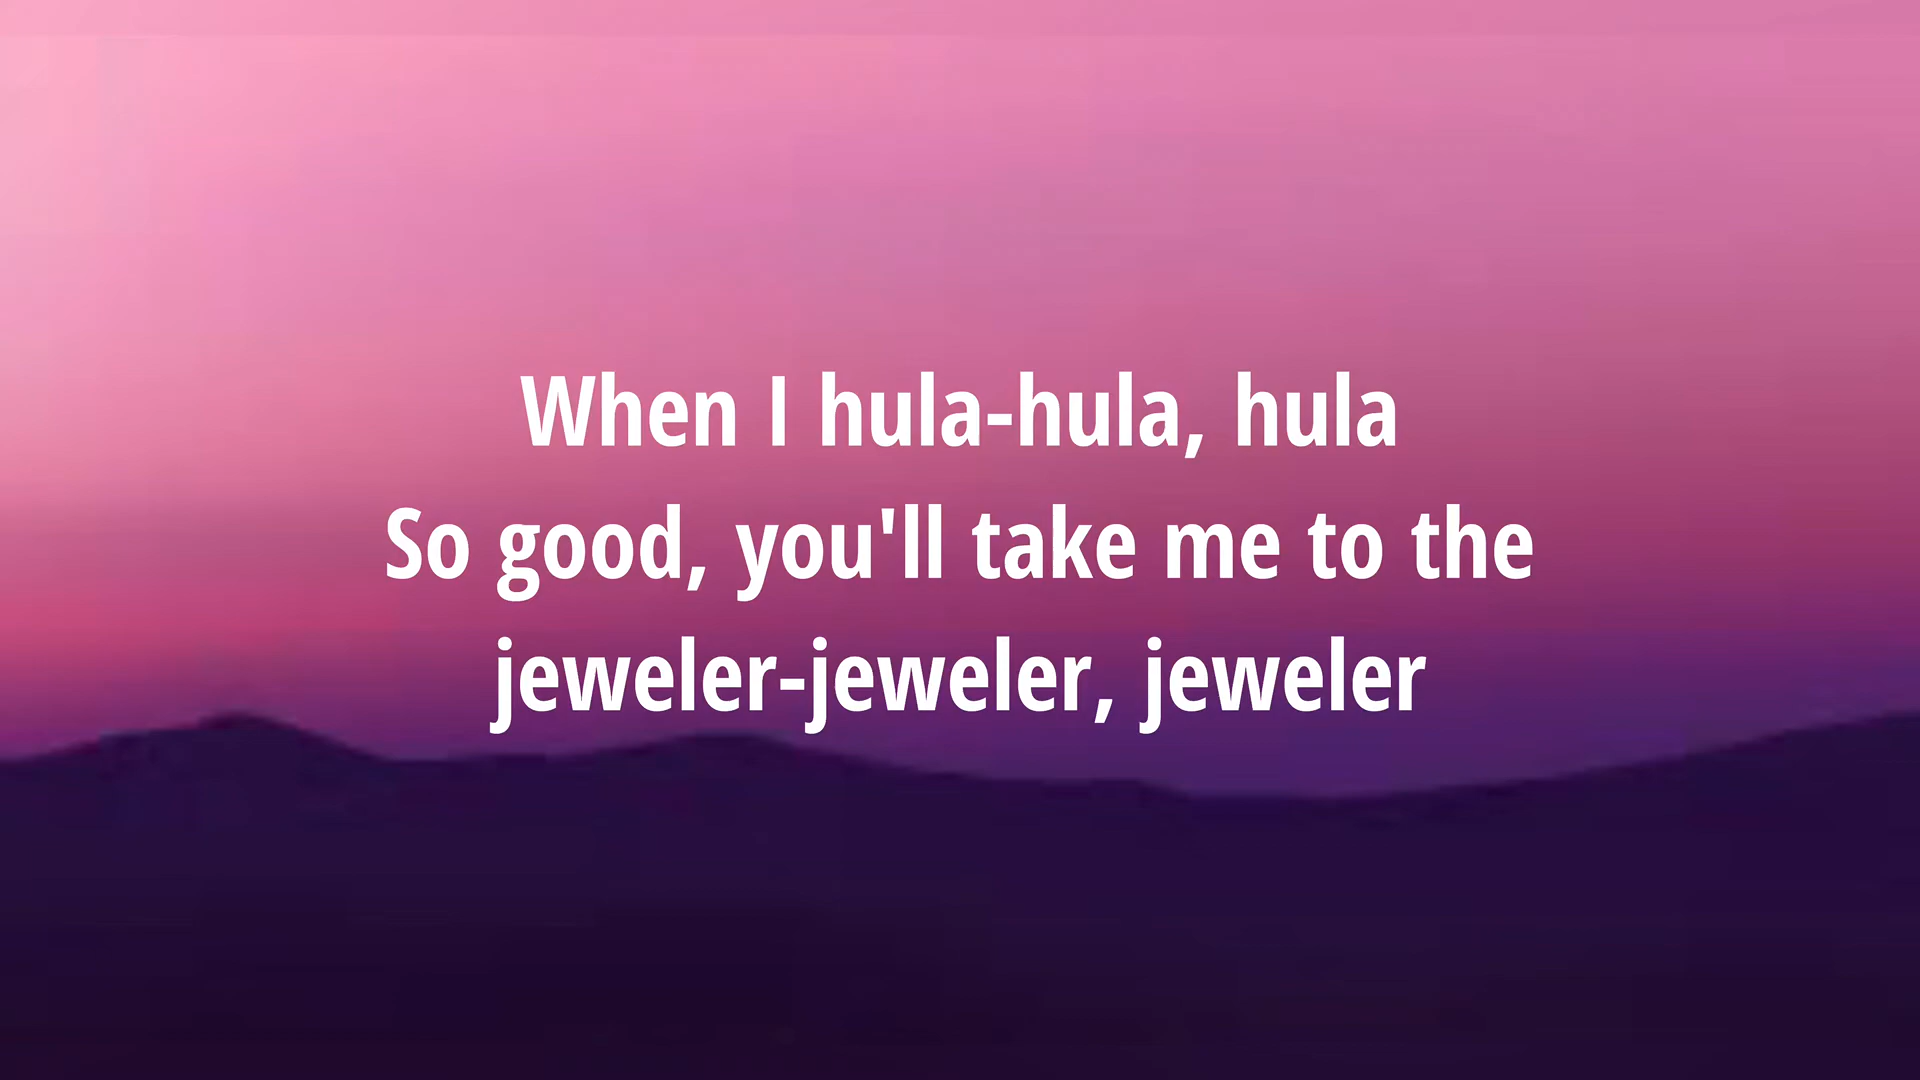 When I hula-hula, hula
So good, you'll take me to the
jeweler-jeweler, jeweler